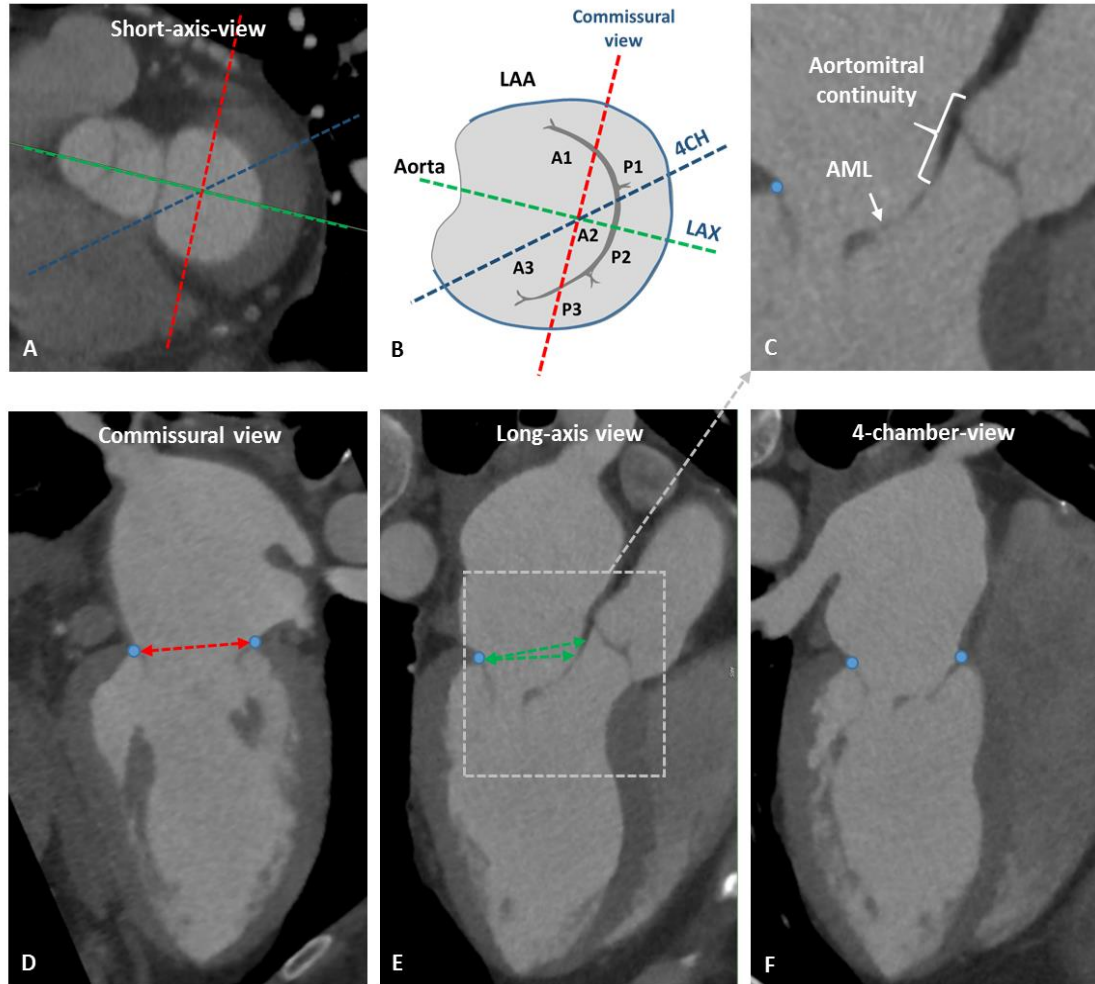 Short-axis-view
A
Commissural
view
LAA
4CH
A1
P1
Aorta
LAX
A2
P2
A3
P3
B
Aortomitral
continuity
AML
C
Commissural view
D
Long-axis view
E
4-chamber-view
F